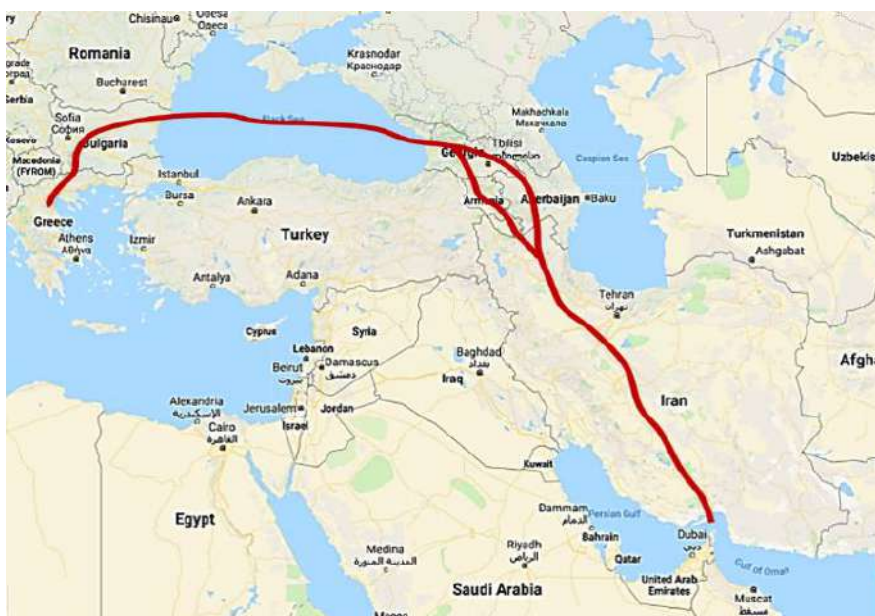 Chisinau
Odesa
Одеса
Romania
Krasnodar
Краснодар
Bucharest
Serbia
Sofia
София
Black Sea
Makhachkala
Махачкала
Kosovo
Bulgaria
Tbilisi
Georgia
Caspian Sea
Macedonia
(FYROM)
Istanbul
Uzbekis
Bursa
Ankara
Armenia
Azerbaijan
Baku
Greece
Athens
Αθήνα
Izmir
Turkey
Turkmenistan
Ashgabat
Antalya
Adana
Tehran
تهران
Cyprus
Syria
Lebanon
Beirut
بيروت
Damascus
دمشق
Baghdad
بغداد
Afgha
Iraq
Alexandria
الإسكندرية
Jerusalem
Jordan
Iran
Israel
Cairo
القاهرة
Kuwait
Egypt
Dammam
الدمام
Persian Gulf
Bahrain
Dubai
دبي
Medina
المدينة المنورة
Riyadh
الرياض
Qatar
Gulf of Oman
United Arab
Emirates
Saudi Arabia
Muscat
مسقط